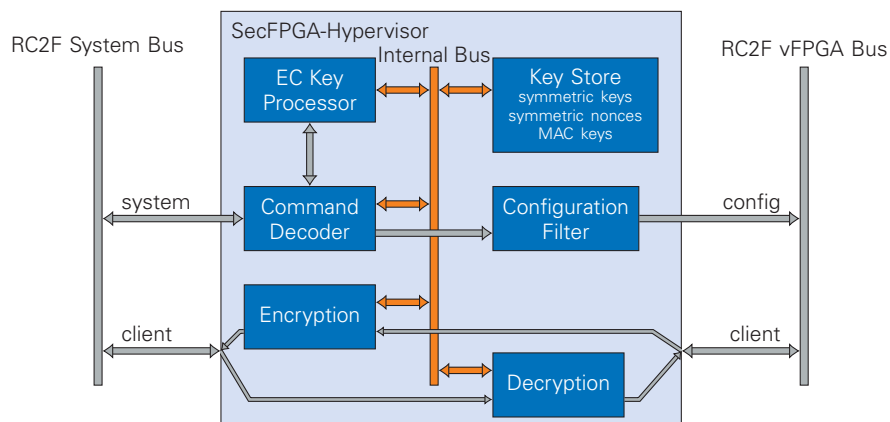 RC2F System Bus
SecFPGA-Hypervisor
Internal Bus
RC2F vFPGA Bus
EC Key
Processor
Key Store
symmetric keys
symmetric nonces
MAC keys
system
Command
Decoder
Configuration
Filter
config
Encryption
client
client
Decryption